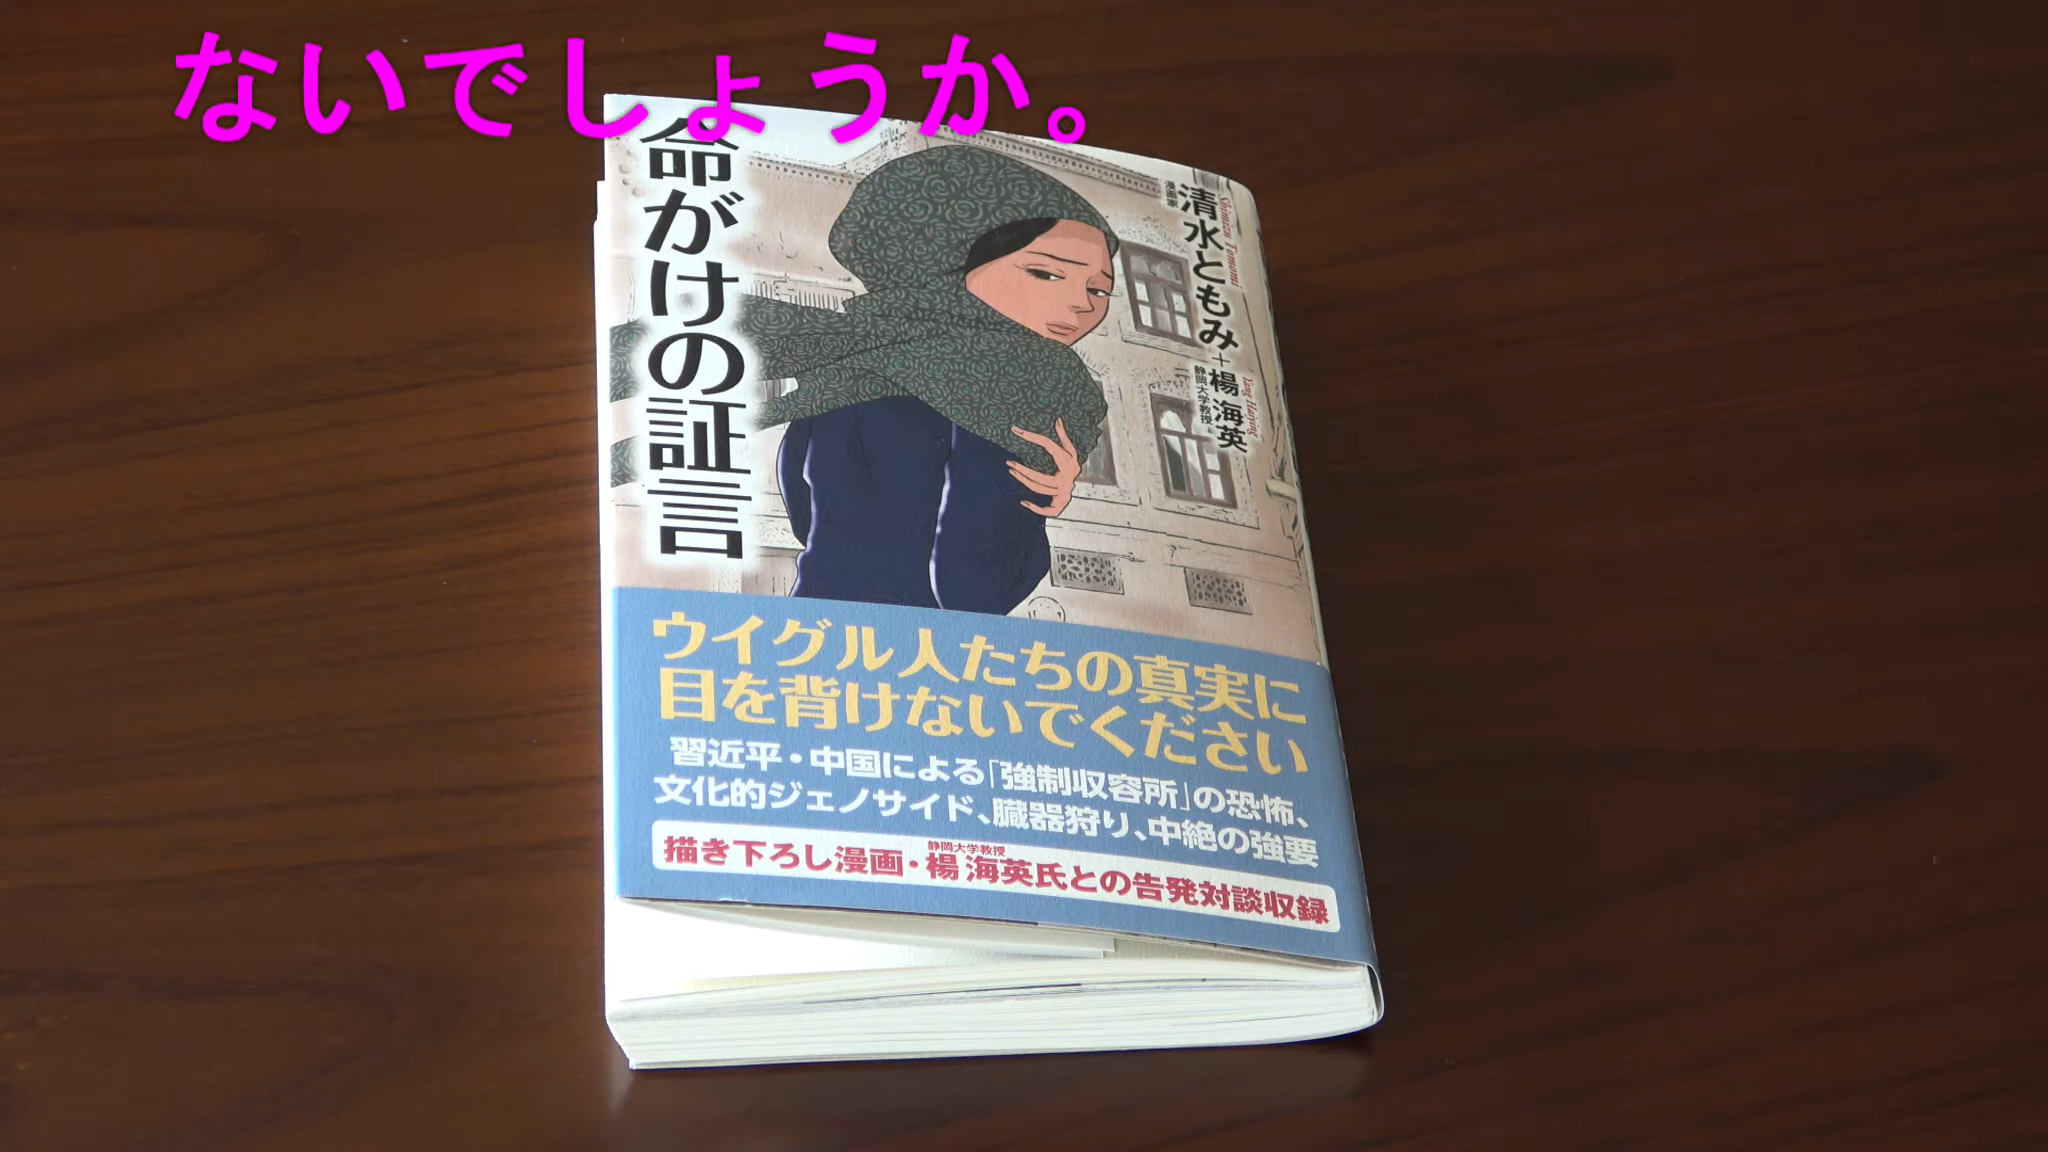 ないでしょうか。
命がけの証言
Shimizu Tomomi
漫画家
清水ともみ
+
Yang Haiying
楊海英
静岡大学教授
ウイグル人たちの真実に
目を背けないでください
習近平・中国による「強制収容所」の恐怖、
文化的ジェノサイド、臓器狩り、中絶の強要
静岡大学教授
描き下ろし漫画・楊海英氏との告発対談収録